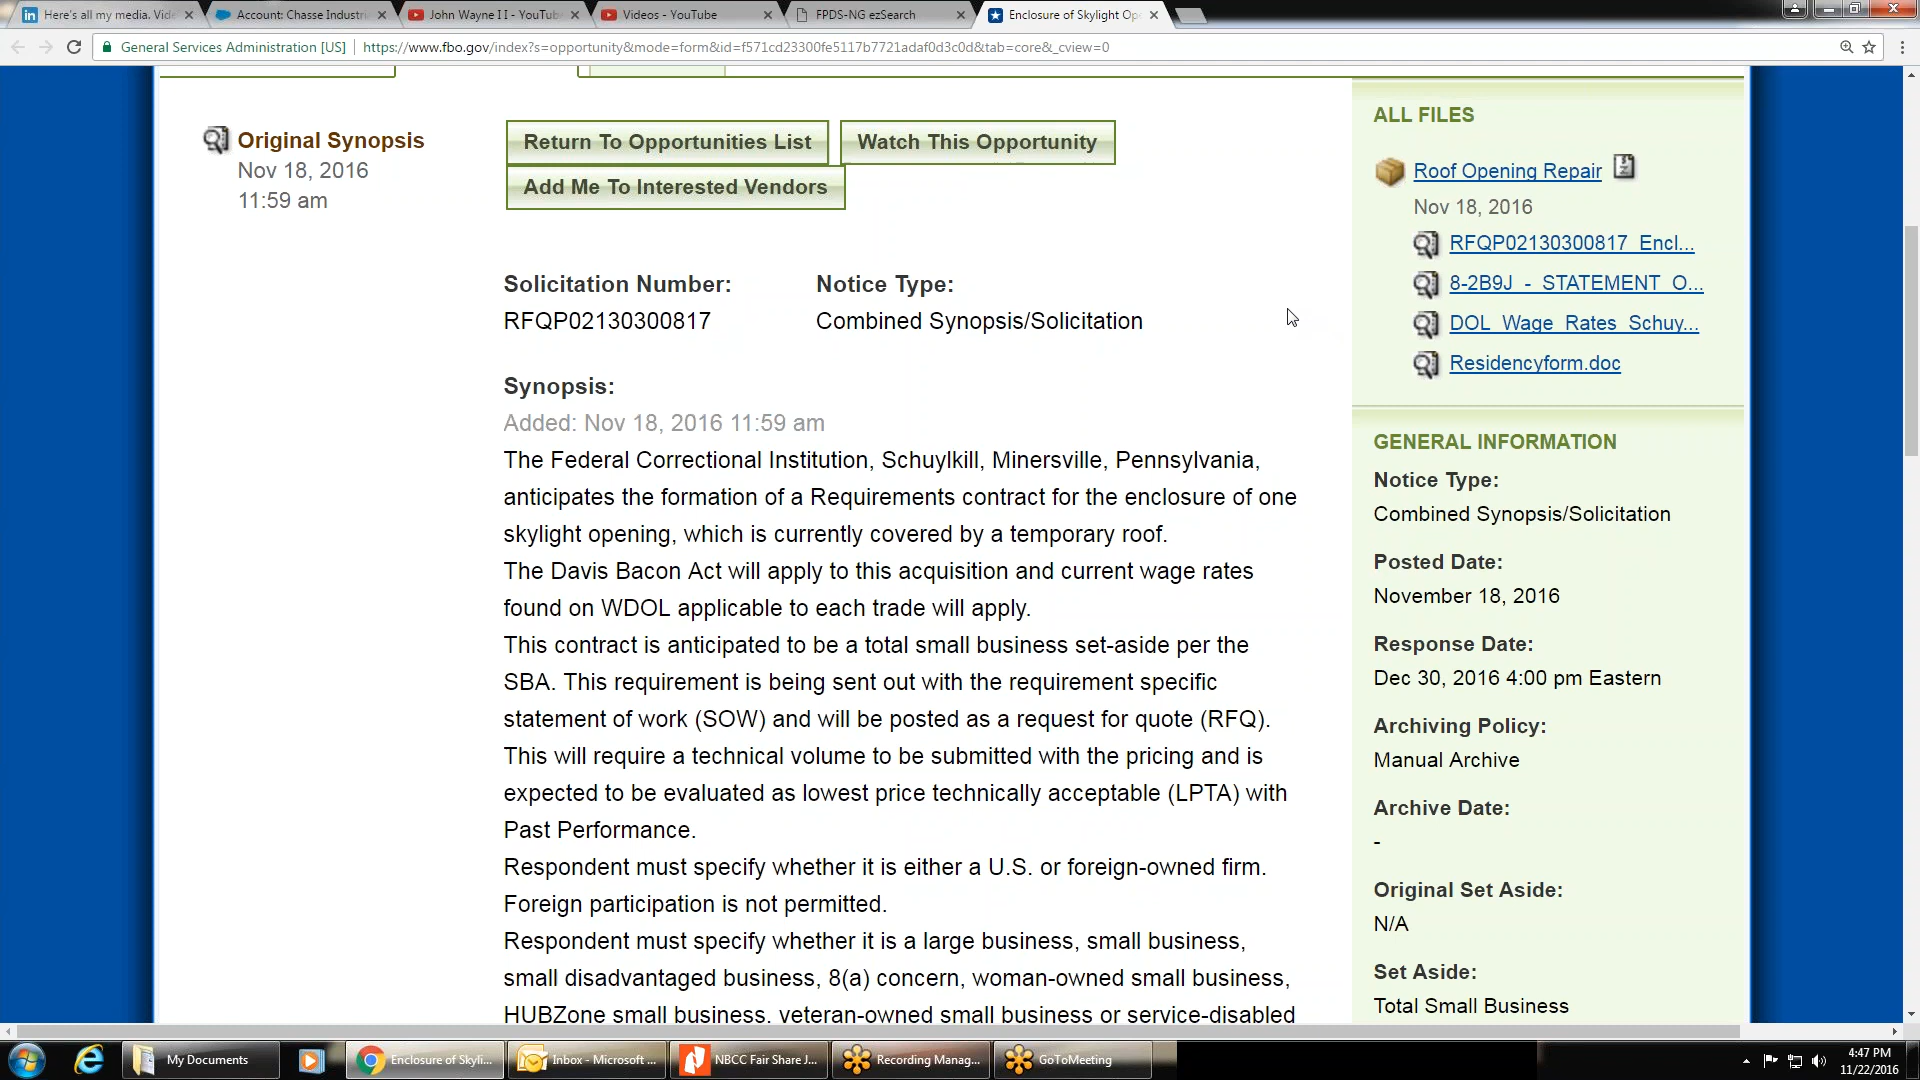 Here's all my media. Vide
Account: Chasse Industri
John Wayne I I - YouTub
Videos - YouTube
FPDS-NG ezSearch
Enclosure of Skylight Op
General Services Administration [US]
https://www.fbo.gov/index?s=opportunity&mode=form&id=f571cd23300fe5117b7721adaf0d3c0d&tab=core&_cview=0
Original Synopsis
Nov 18, 2016
11:59 am
Return To Opportunities List
Watch This Opportunity
Add Me To Interested Vendors
Solicitation Number:
RFQP02130300817
Notice Type:
Combined Synopsis/Solicitation
Synopsis:
Added: Nov 18, 2016 11:59 am
The Federal Correctional Institution, Schuylkill, Minersville, Pennsylvania,
anticipates the formation of a Requirements contract for the enclosure of one
skylight opening, which is currently covered by a temporary roof.
The Davis Bacon Act will apply to this acquisition and current wage rates
found on WDOL applicable to each trade will apply.
This contract is anticipated to be a total small business set-aside per the
SBA. This requirement is being sent out with the requirement specific
statement of work (SOW) and will be posted as a request for quote (RFQ).
This will require a technical volume to be submitted with the pricing and is
expected to be evaluated as lowest price technically acceptable (LPTA) with
Past Performance.
Respondent must specify whether it is either a U.S. or foreign-owned firm.
Foreign participation is not permitted.
Respondent must specify whether it is a large business, small business,
small disadvantaged business, 8(a) concern, woman-owned small business,
HUBZone small business, veteran-owned small business or service-disabled
ALL FILES
Roof Opening Repair
Nov 18, 2016
RFQP02130300817_Encl...
8-2B9J_-_STATEMENT_O...
DOL_Wage_Rates_Schuy...
Residencyform.doc
GENERAL INFORMATION
Notice Type:
Combined Synopsis/Solicitation
Posted Date:
November 18, 2016
Response Date:
Dec 30, 2016 4:00 pm Eastern
Archiving Policy:
Manual Archive
Archive Date:
-
Original Set Aside:
N/A
Set Aside:
Total Small Business
My Documents
Enclosure of Skyli...
Inbox - Microsoft ...
NBCC Fair Share J...
Recording Manag...
GoToMeeting
4:47 PM
11/22/2016